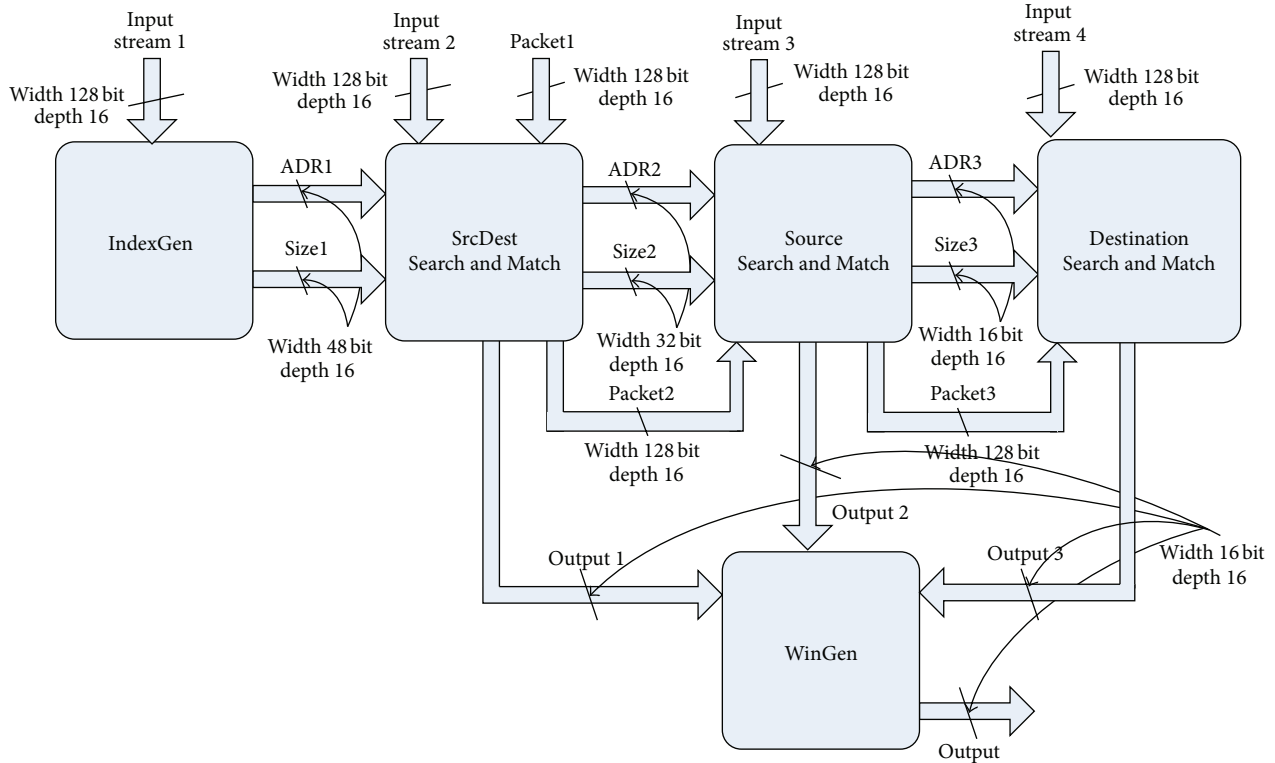 Input
stream 1
Input
stream 2
Packet1
Input
stream 3
Input
stream 4
Width 128 bit
depth 16
Width 128 bit
depth 16
Width 128 bit
depth 16
Width 128 bit
depth 16
Width 128 bit
depth 16
IndexGen
ADR1
Size1
Width 48 bit
depth 16
SrcDest
Search and Match
ADR2
Size2
Width 32 bit
depth 16
Source
Search and Match
ADR3
Size3
Width 16 bit
depth 16
Destination
Search and Match
Packet2
Width 128 bit
depth 16
Packet3
Width 128 bit
depth 16
Output 2
Output 1
Output 3
Width 16 bit
depth 16
WinGen
Output